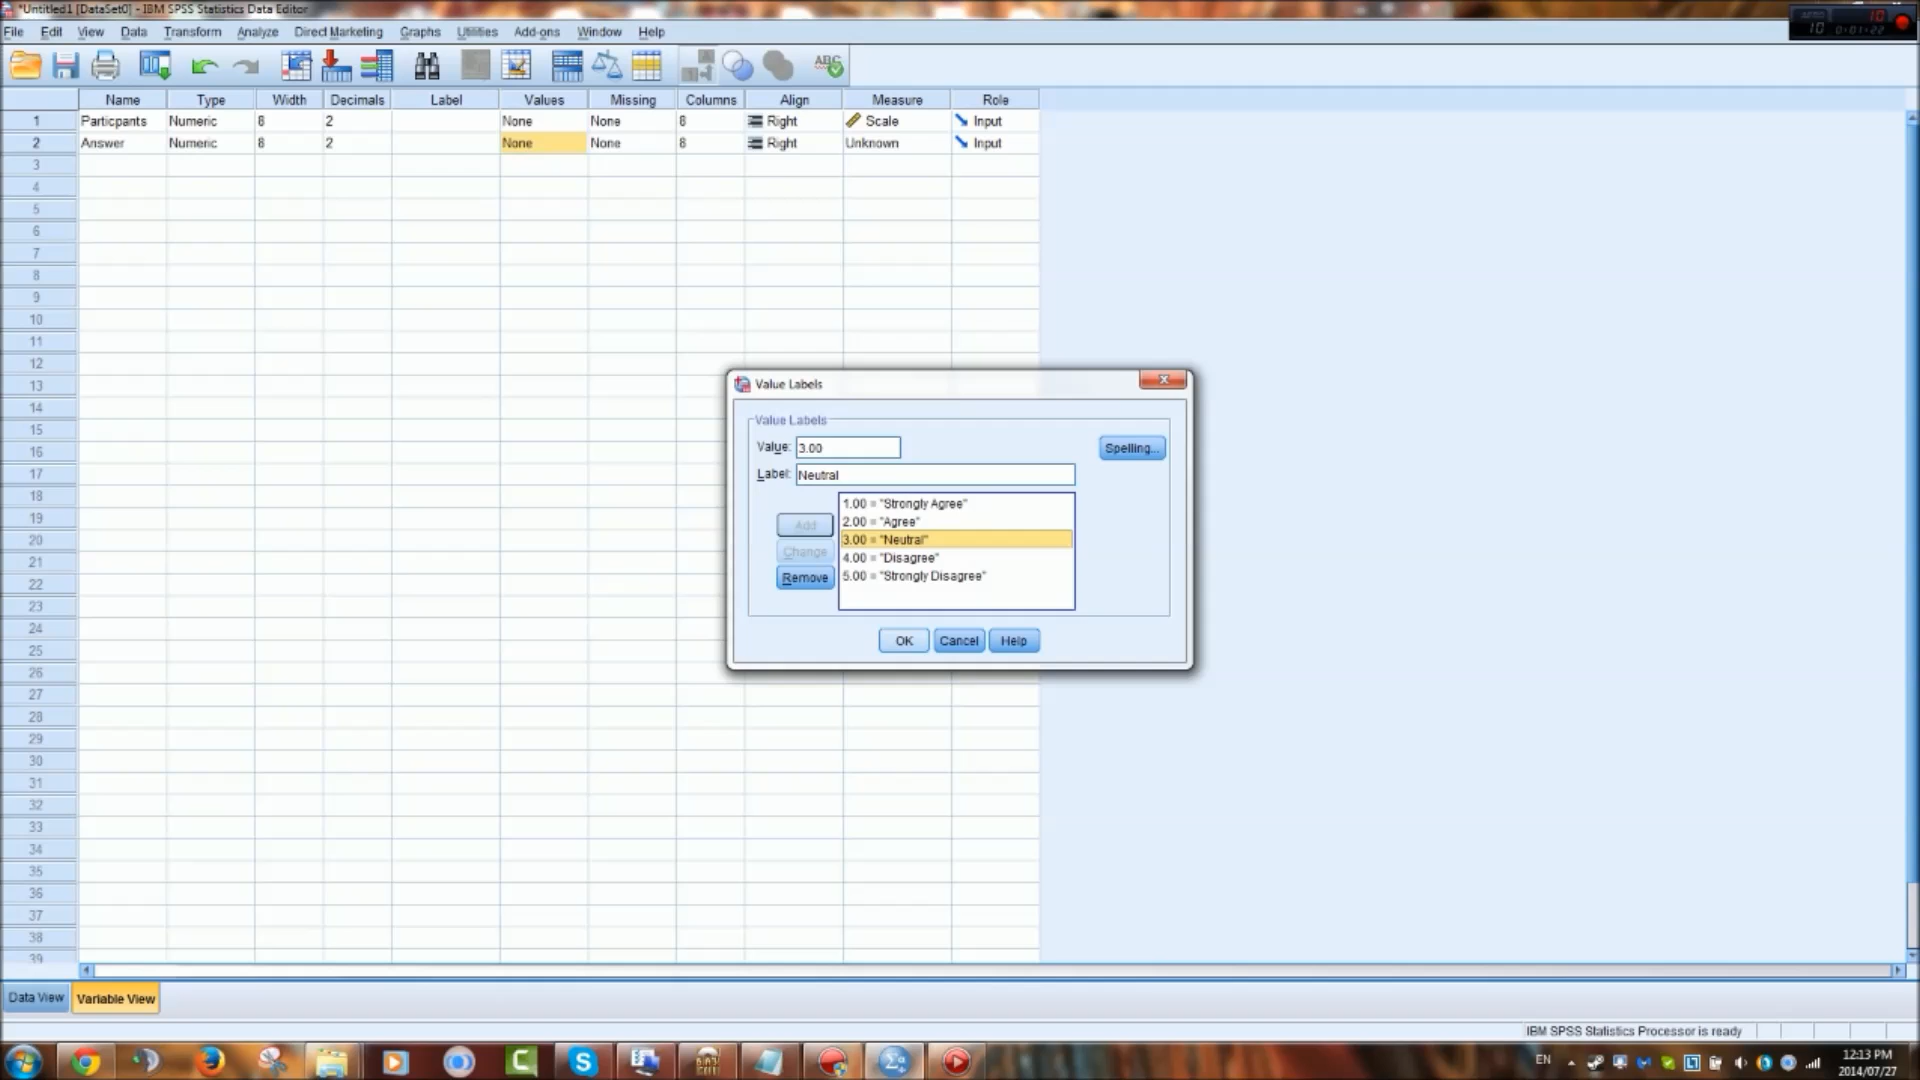 *Untitled1 [DataSet0] - IBM SPSS Statistics Data Editor
File Edit View Data Transform Analyze Direct Marketing Graphs Utilities Add-ons Window Help
Name Type Width Decimals Label Values Missing Columns Align Measure Role
1 Particpants Numeric 8 2 None None 8 Right Scale Input
2 Answer Numeric 8 2 None None 8 Right Unknown Input
3
4
5
6
7
8
9
10
11
12
13
14
15
16
17
18
19
20
21
22
23
24
25
26
27
28
29
30
31
32
33
34
35
36
37
38
39
Value Labels
Value Labels
Value: 3.00
Spelling...
Label: Neutral
1.00 = "Strongly Agree"
2.00 = "Agree"
3.00 = "Neutral"
4.00 = "Disagree"
5.00 = "Strongly Disagree"
Add
Change
Remove
OK Cancel Help
Data View Variable View
IBM SPSS Statistics Processor is ready
EN
12:13 PM
2014/07/27